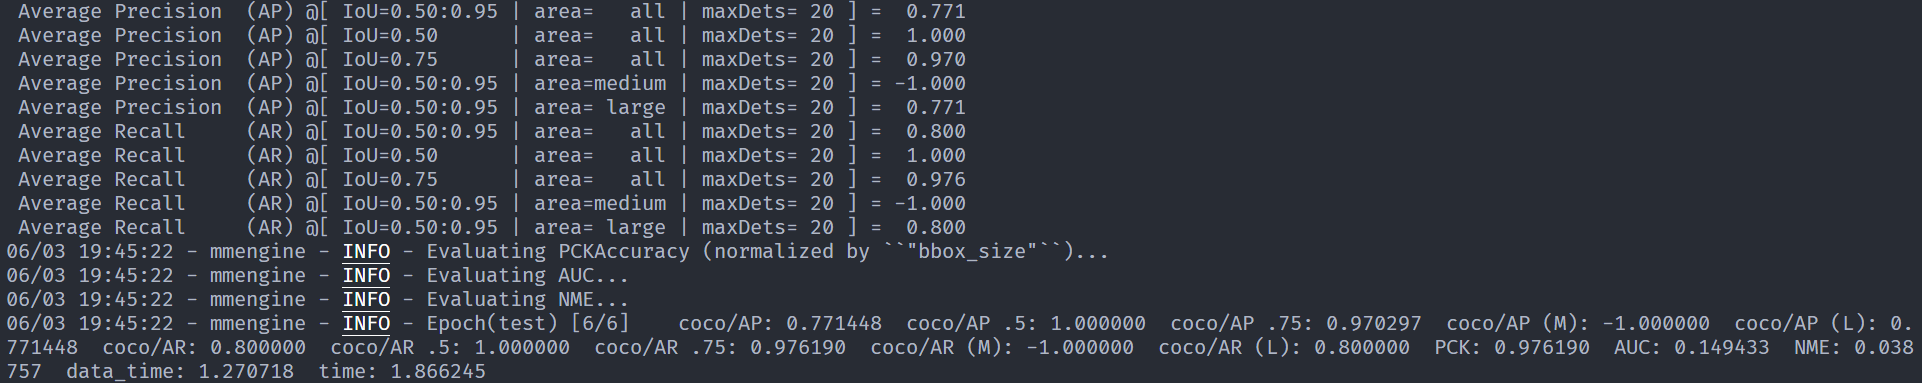 Average Precision  (AP) @[ IoU=0.50:0.95 | area=   all | maxDets= 20 ] =  0.771
Average Precision  (AP) @[ IoU=0.50      | area=   all | maxDets= 20 ] =  1.000
Average Precision  (AP) @[ IoU=0.75      | area=   all | maxDets= 20 ] =  0.970
Average Precision  (AP) @[ IoU=0.50:0.95 | area=medium | maxDets= 20 ] = -1.000
Average Precision  (AP) @[ IoU=0.50:0.95 | area= large | maxDets= 20 ] =  0.771
Average Recall     (AR) @[ IoU=0.50:0.95 | area=   all | maxDets= 20 ] =  0.800
Average Recall     (AR) @[ IoU=0.50      | area=   all | maxDets= 20 ] =  1.000
Average Recall     (AR) @[ IoU=0.75      | area=   all | maxDets= 20 ] =  0.976
Average Recall     (AR) @[ IoU=0.50:0.95 | area=medium | maxDets= 20 ] = -1.000
Average Recall     (AR) @[ IoU=0.50:0.95 | area= large | maxDets= 20 ] =  0.800
06/03 19:45:22 - mmengine - INFO - Evaluating PCKAccuracy (normalized by ``"bbox_size"``)...
06/03 19:45:22 - mmengine - INFO - Evaluating AUC...
06/03 19:45:22 - mmengine - INFO - Evaluating NME...
06/03 19:45:22 - mmengine - INFO - Epoch(test) [6/6]    coco/AP: 0.771448  coco/AP .5: 1.000000  coco/AP .75: 0.970297  coco/AP (M): -1.000000  coco/AP (L): 0.
771448  coco/AR: 0.800000  coco/AR .5: 1.000000  coco/AR .75: 0.976190  coco/AR (M): -1.000000  coco/AR (L): 0.800000  PCK: 0.976190  AUC: 0.149433  NME: 0.038
757  data_time: 1.270718  time: 1.866245